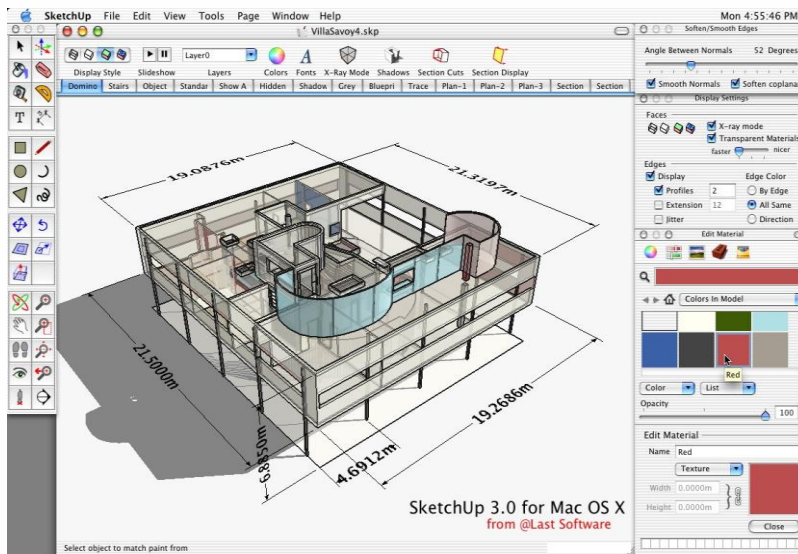 SketchUp File Edit View Tools Page Window Help Mon 4:55:46 PM
VillaSavoy4.skp
Layer0
Display Style Slideshow Layers Colors Fonts X-Ray Mode Shadows Section Cuts Section Display
Domino Stairs Object Standar Show A Hidden Shadow Grey Bluepri Trace Plan-1 Plan-2 Plan-3 Section Section
19.0876m
21.3197m
21.5000m
6.8850m
4.6912m
19.2686m
SketchUp 3.0 for Mac OS X
from @Last Software
Select object to match paint from
Soften/Smooth Edges
Angle Between Normals 52 Degrees
Smooth Normals Soften coplana
Display Settings
Faces
X-ray mode
Transparent Materials
faster nicer
Edges
Display Edge Color
Profiles 2 By Edge
Extension 12 All Same
Jitter Direction
Edit Material
Colors In Model
Red
Color List
Opacity
100
Edit Material
Name Red
Texture
Width 0.0000m
Height 0.0000m
Close